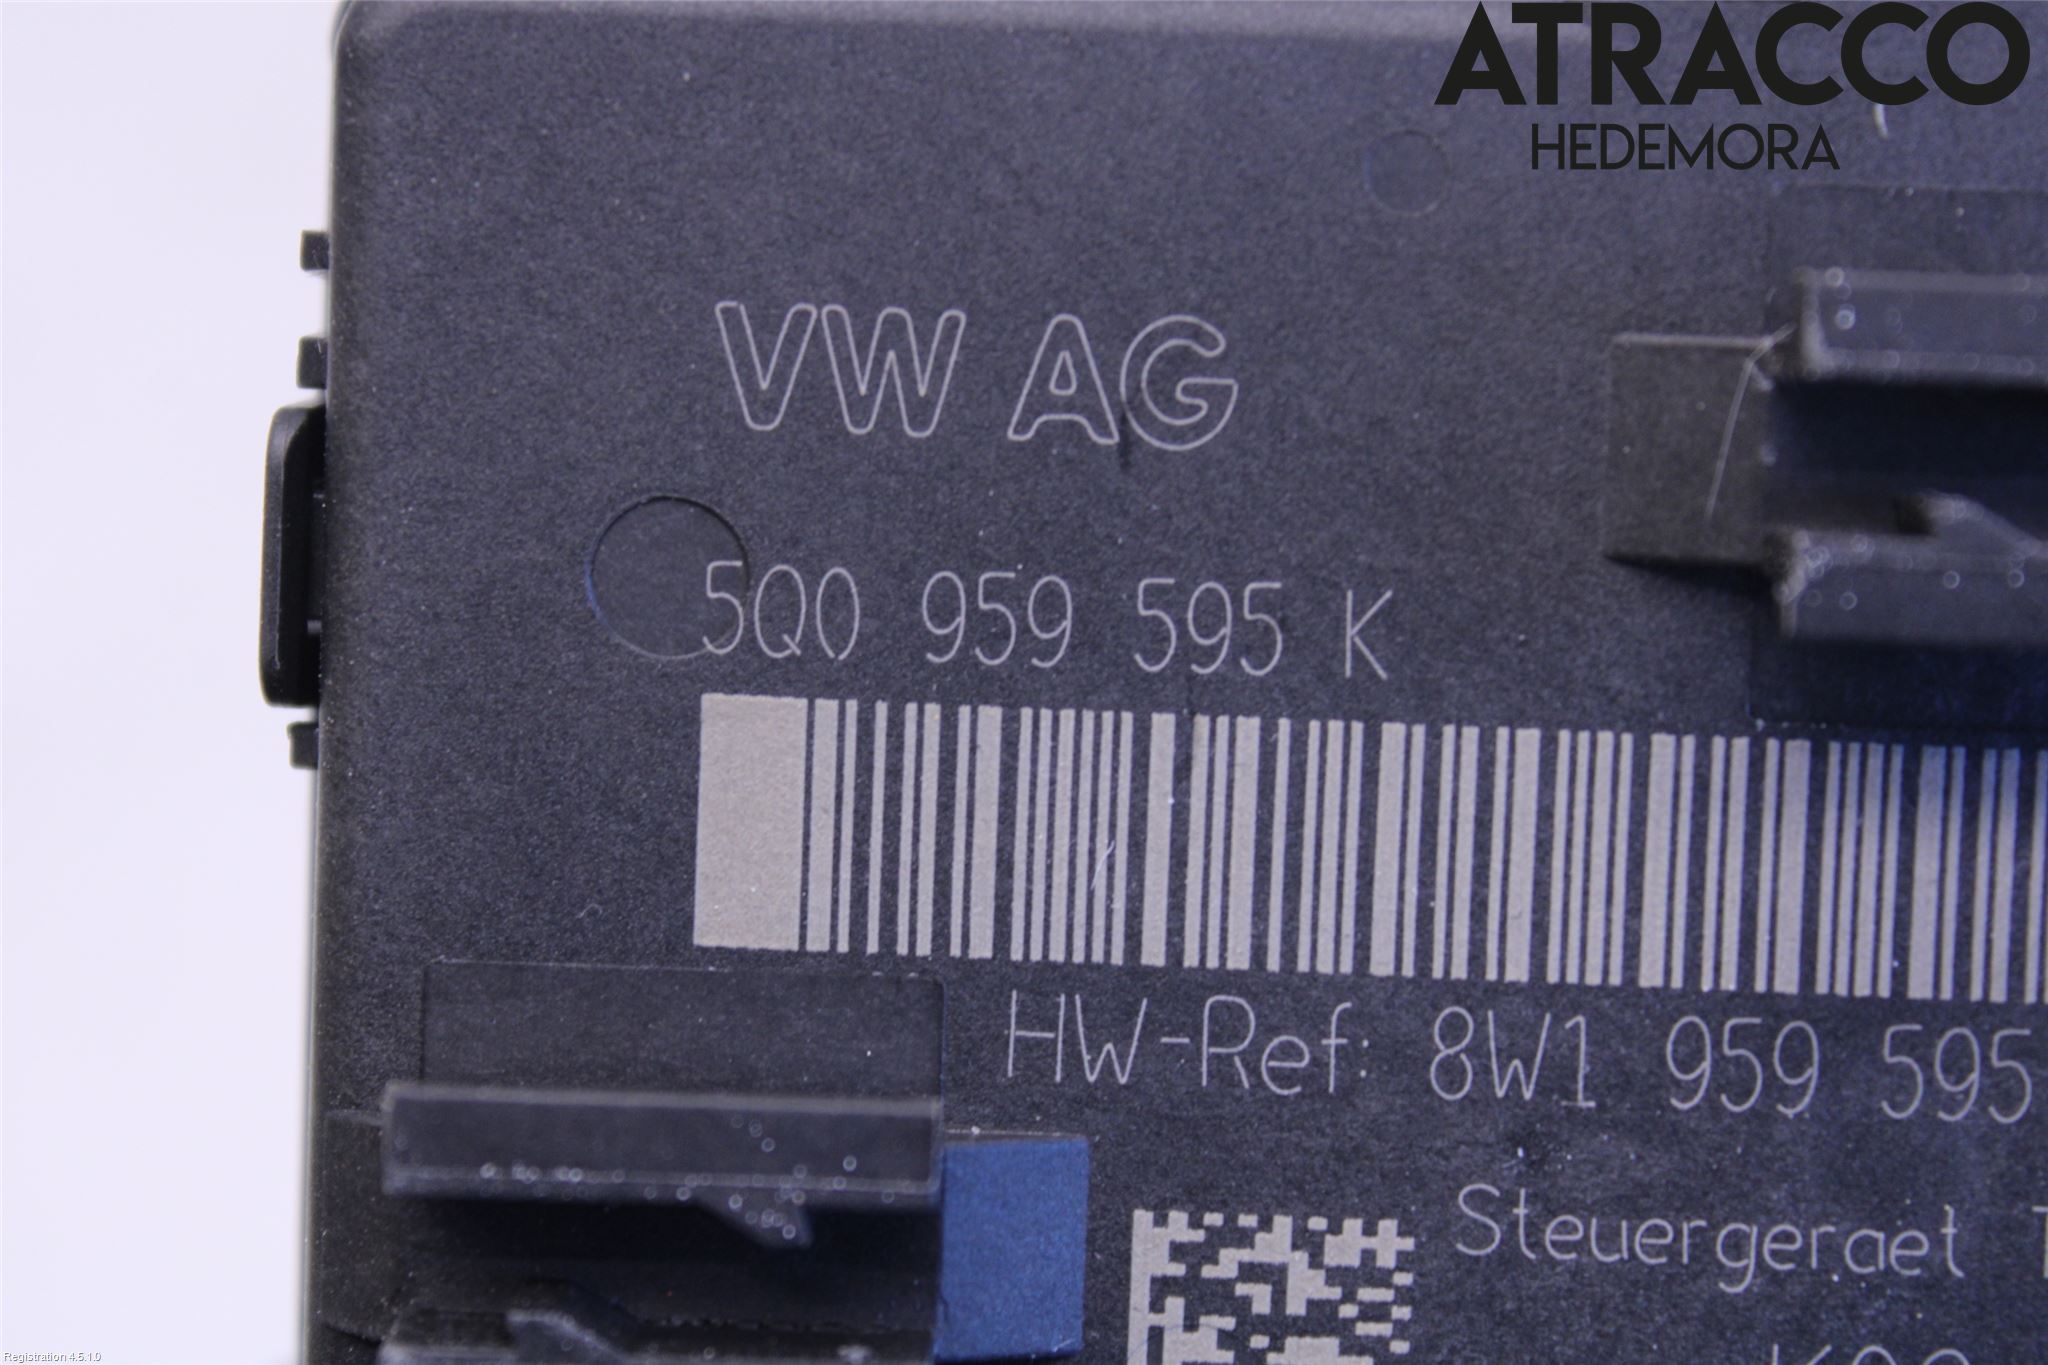 ATRACCO
HEDEMORA
VW AG
5Q0 959 595 K
HW-Ref: 8W1 959 595
Steuergeraet
Registration 4.5.1.0